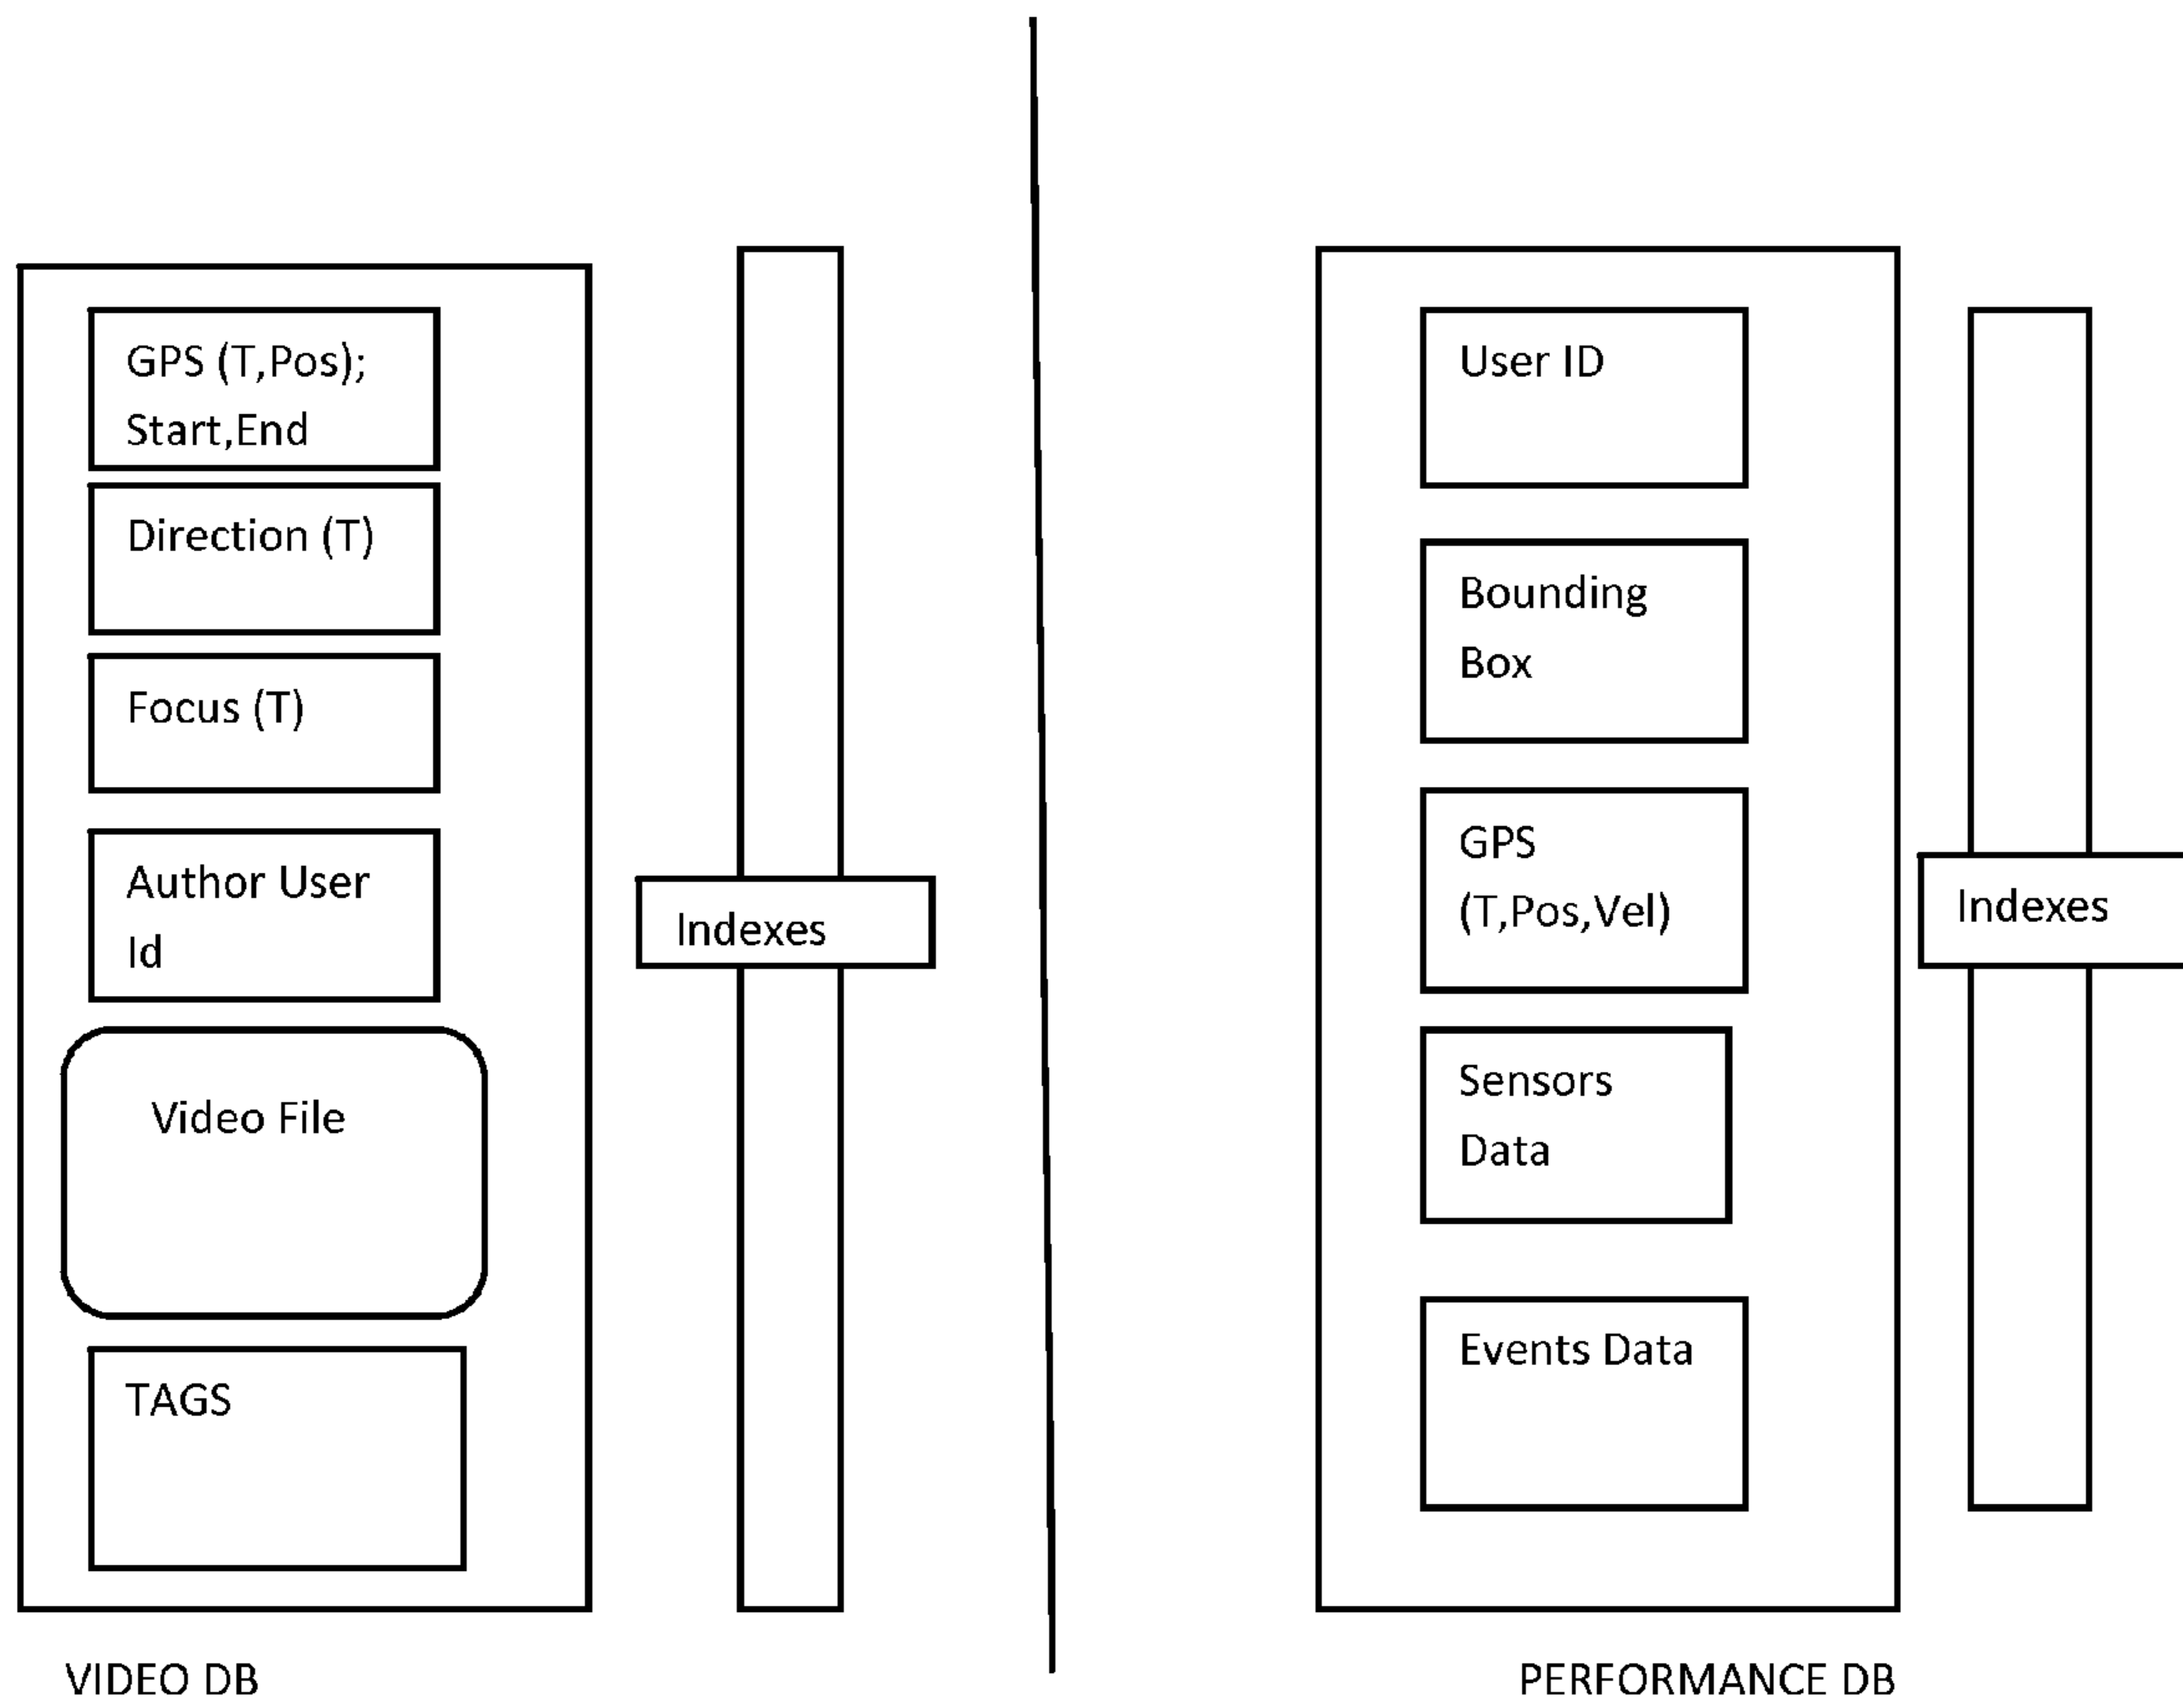 GPS (T,Pos);
Start,End
Direction (T)
Focus (T)
Author User
Id
Video File
TAGS
Indexes
VIDEO DB
User ID
Bounding
Box
GPS
(T,Pos,Vel)
Sensors
Data
Events Data
Indexes
PERFORMANCE DB